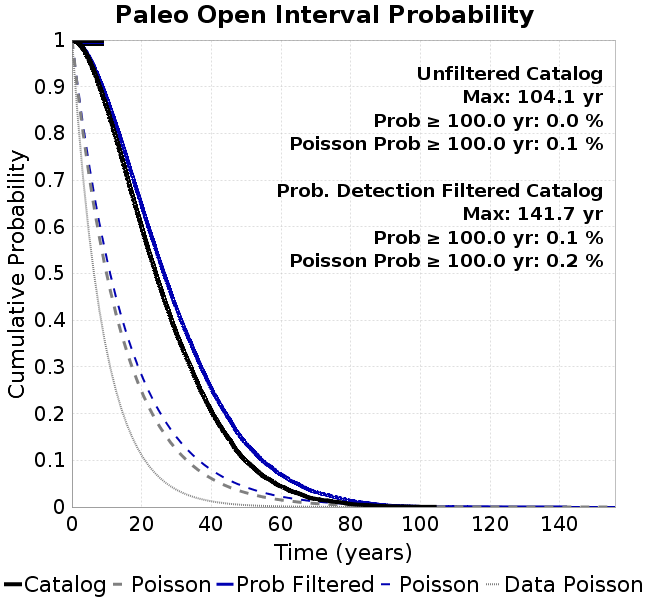 Paleo Open Interval Probability
Cumulative Probability
1
0.9
0.8
0.7
0.6
0.5
0.4
0.3
0.2
0.1
0
Unfiltered Catalog
Max: 104.1 yr
Prob ≥ 100.0 yr: 0.0 %
Poisson Prob ≥ 100.0 yr: 0.1 %
Prob. Detection Filtered Catalog
Max: 141.7 yr
Prob ≥ 100.0 yr: 0.1 %
Poisson Prob ≥ 100.0 yr: 0.2 %
0 20 40 60 80 100 120 140
Time (years)
Catalog Poisson Prob Filtered Poisson Data Poisson